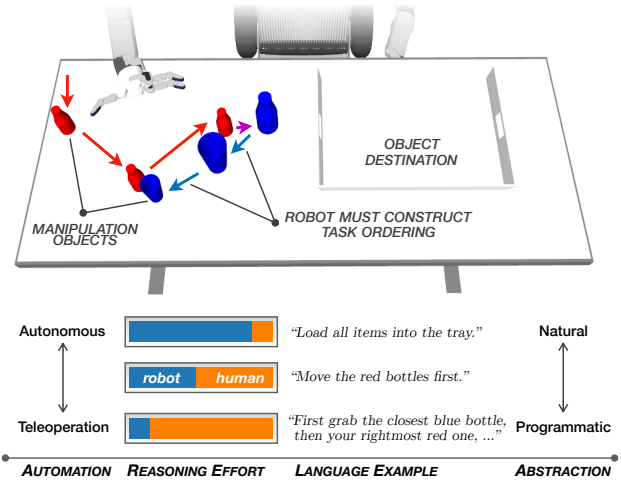 OBJECT
DESTINATION
MANIPULATION
OBJECTS
ROBOT MUST CONSTRUCT
TASK ORDERING
Autonomous
“Load all items into the tray.”
Natural
robot
human
“Move the red bottles first.”
Teleoperation
“First grab the closest blue bottle,
then your rightmost red one, ...”
Programmatic
AUTOMATION
REASONING EFFORT
LANGUAGE EXAMPLE
ABSTRACTION